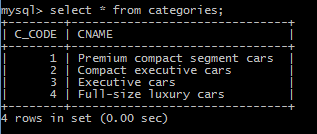 mysql> select * from categories;
+--------+-----------------------------+
| C_CODE | CNAME                       |
+--------+-----------------------------+
|      1 | Premium compact segment cars |
|      2 | Compact executive cars      |
|      3 | Executive cars              |
|      4 | Full-size luxury cars       |
+--------+-----------------------------+
4 rows in set (0.00 sec)